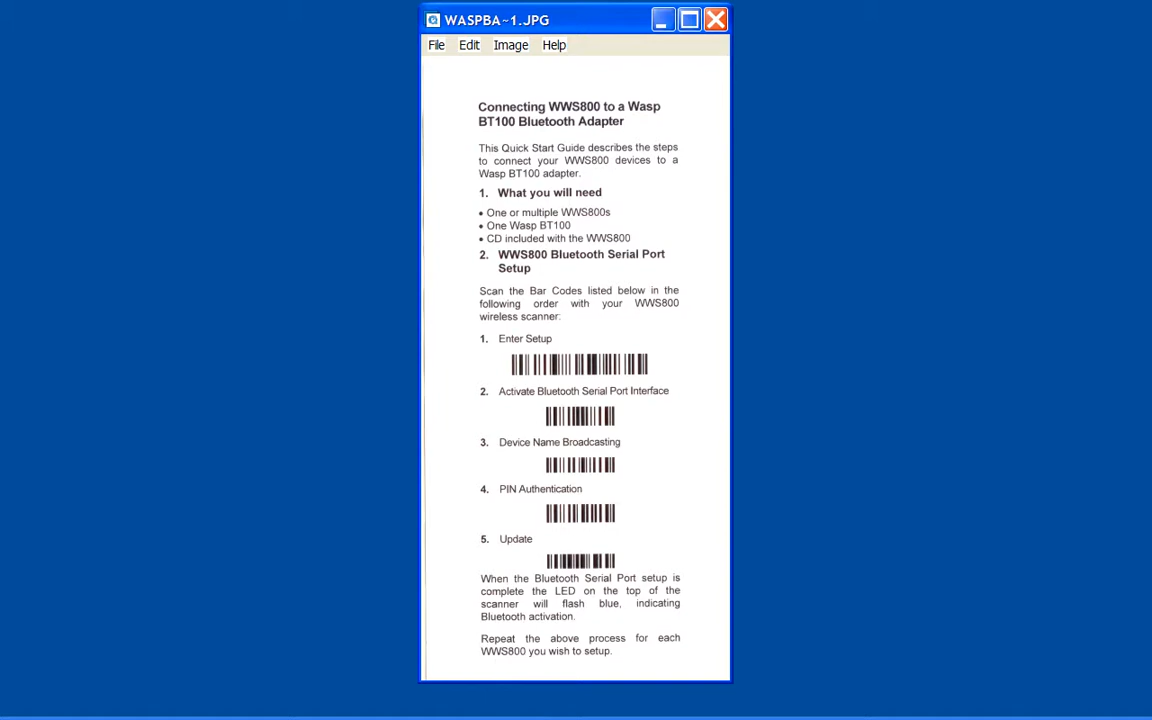 WASPBA~1.JPG
File Edit Image Help
Connecting WWS800 to a Wasp
BT100 Bluetooth Adapter
This Quick Start Guide describes the steps
to connect your WWS800 devices to a
Wasp BT100 adapter.
1. What you will need
• One or multiple WWS800s
• One Wasp BT100
• CD included with the WWS800
2. WWS800 Bluetooth Serial Port
Setup
Scan the Bar Codes listed below in the
following order with your WWS800
wireless scanner:
1. Enter Setup
2. Activate Bluetooth Serial Port Interface
3. Device Name Broadcasting
4. PIN Authentication
5. Update
When the Bluetooth Serial Port setup is
complete the LED on the top of the
scanner will flash blue, indicating
Bluetooth activation.
Repeat the above process for each
WWS800 you wish to setup.